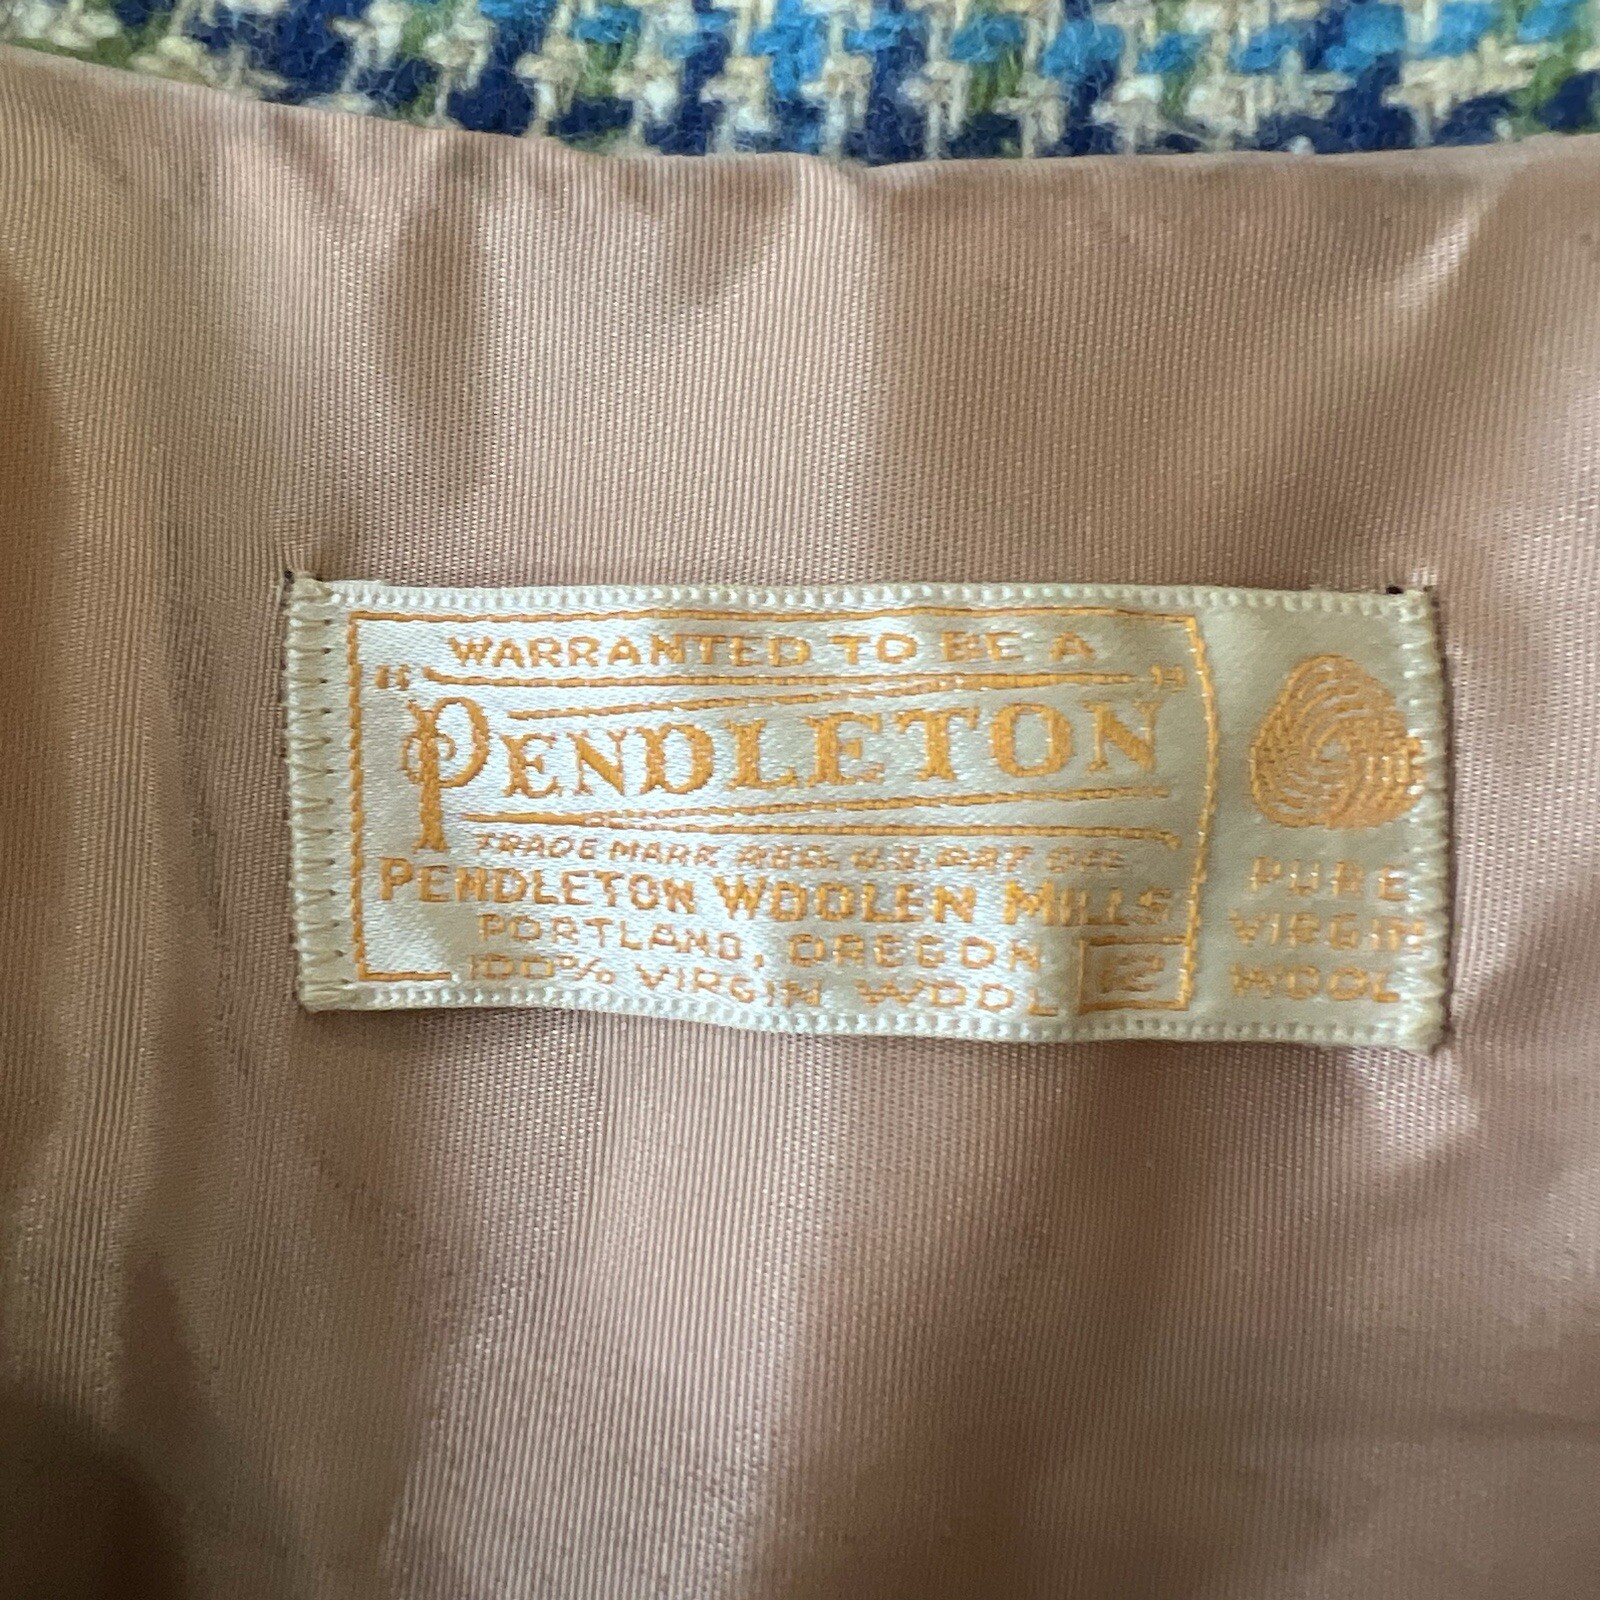 WARRANTED TO BE A
"PENDLETON"
TRADE MARK REG. U.S. PAT. OFF.
PENDLETON WOOLEN MILLS
PORTLAND, OREGON
100% VIRGIN WOOL
R
PURE
VIRGIN
WOOL